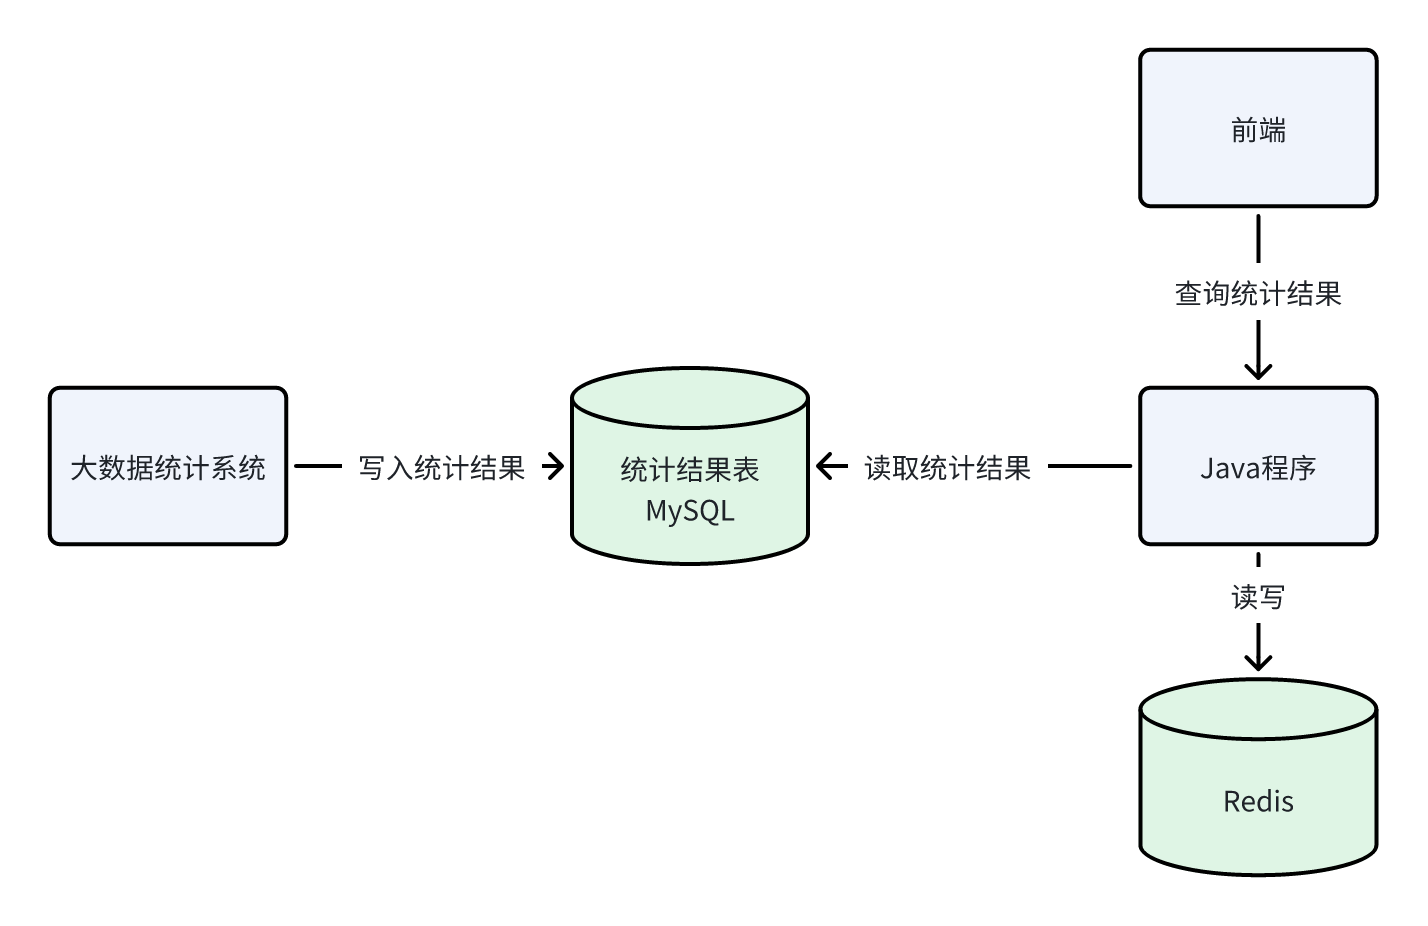 前端
查询统计结果
大数据统计系统
写入统计结果
统计结果表
MySQL
读取统计结果
Java程序
读写
Redis